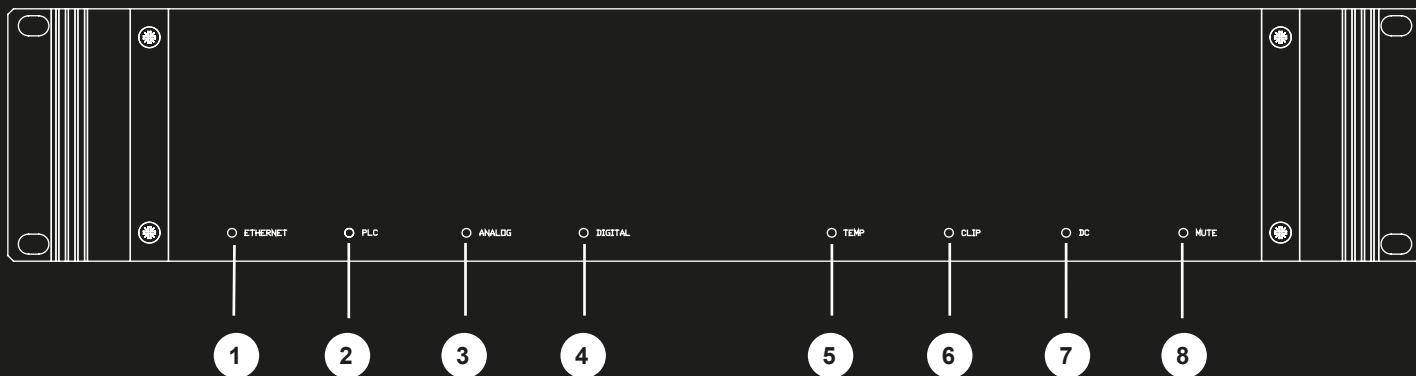 ETHERNET PLC ANALOG DIGITAL TEMP CLIP DC MUTE
1 2 3 4 5 6 7 8